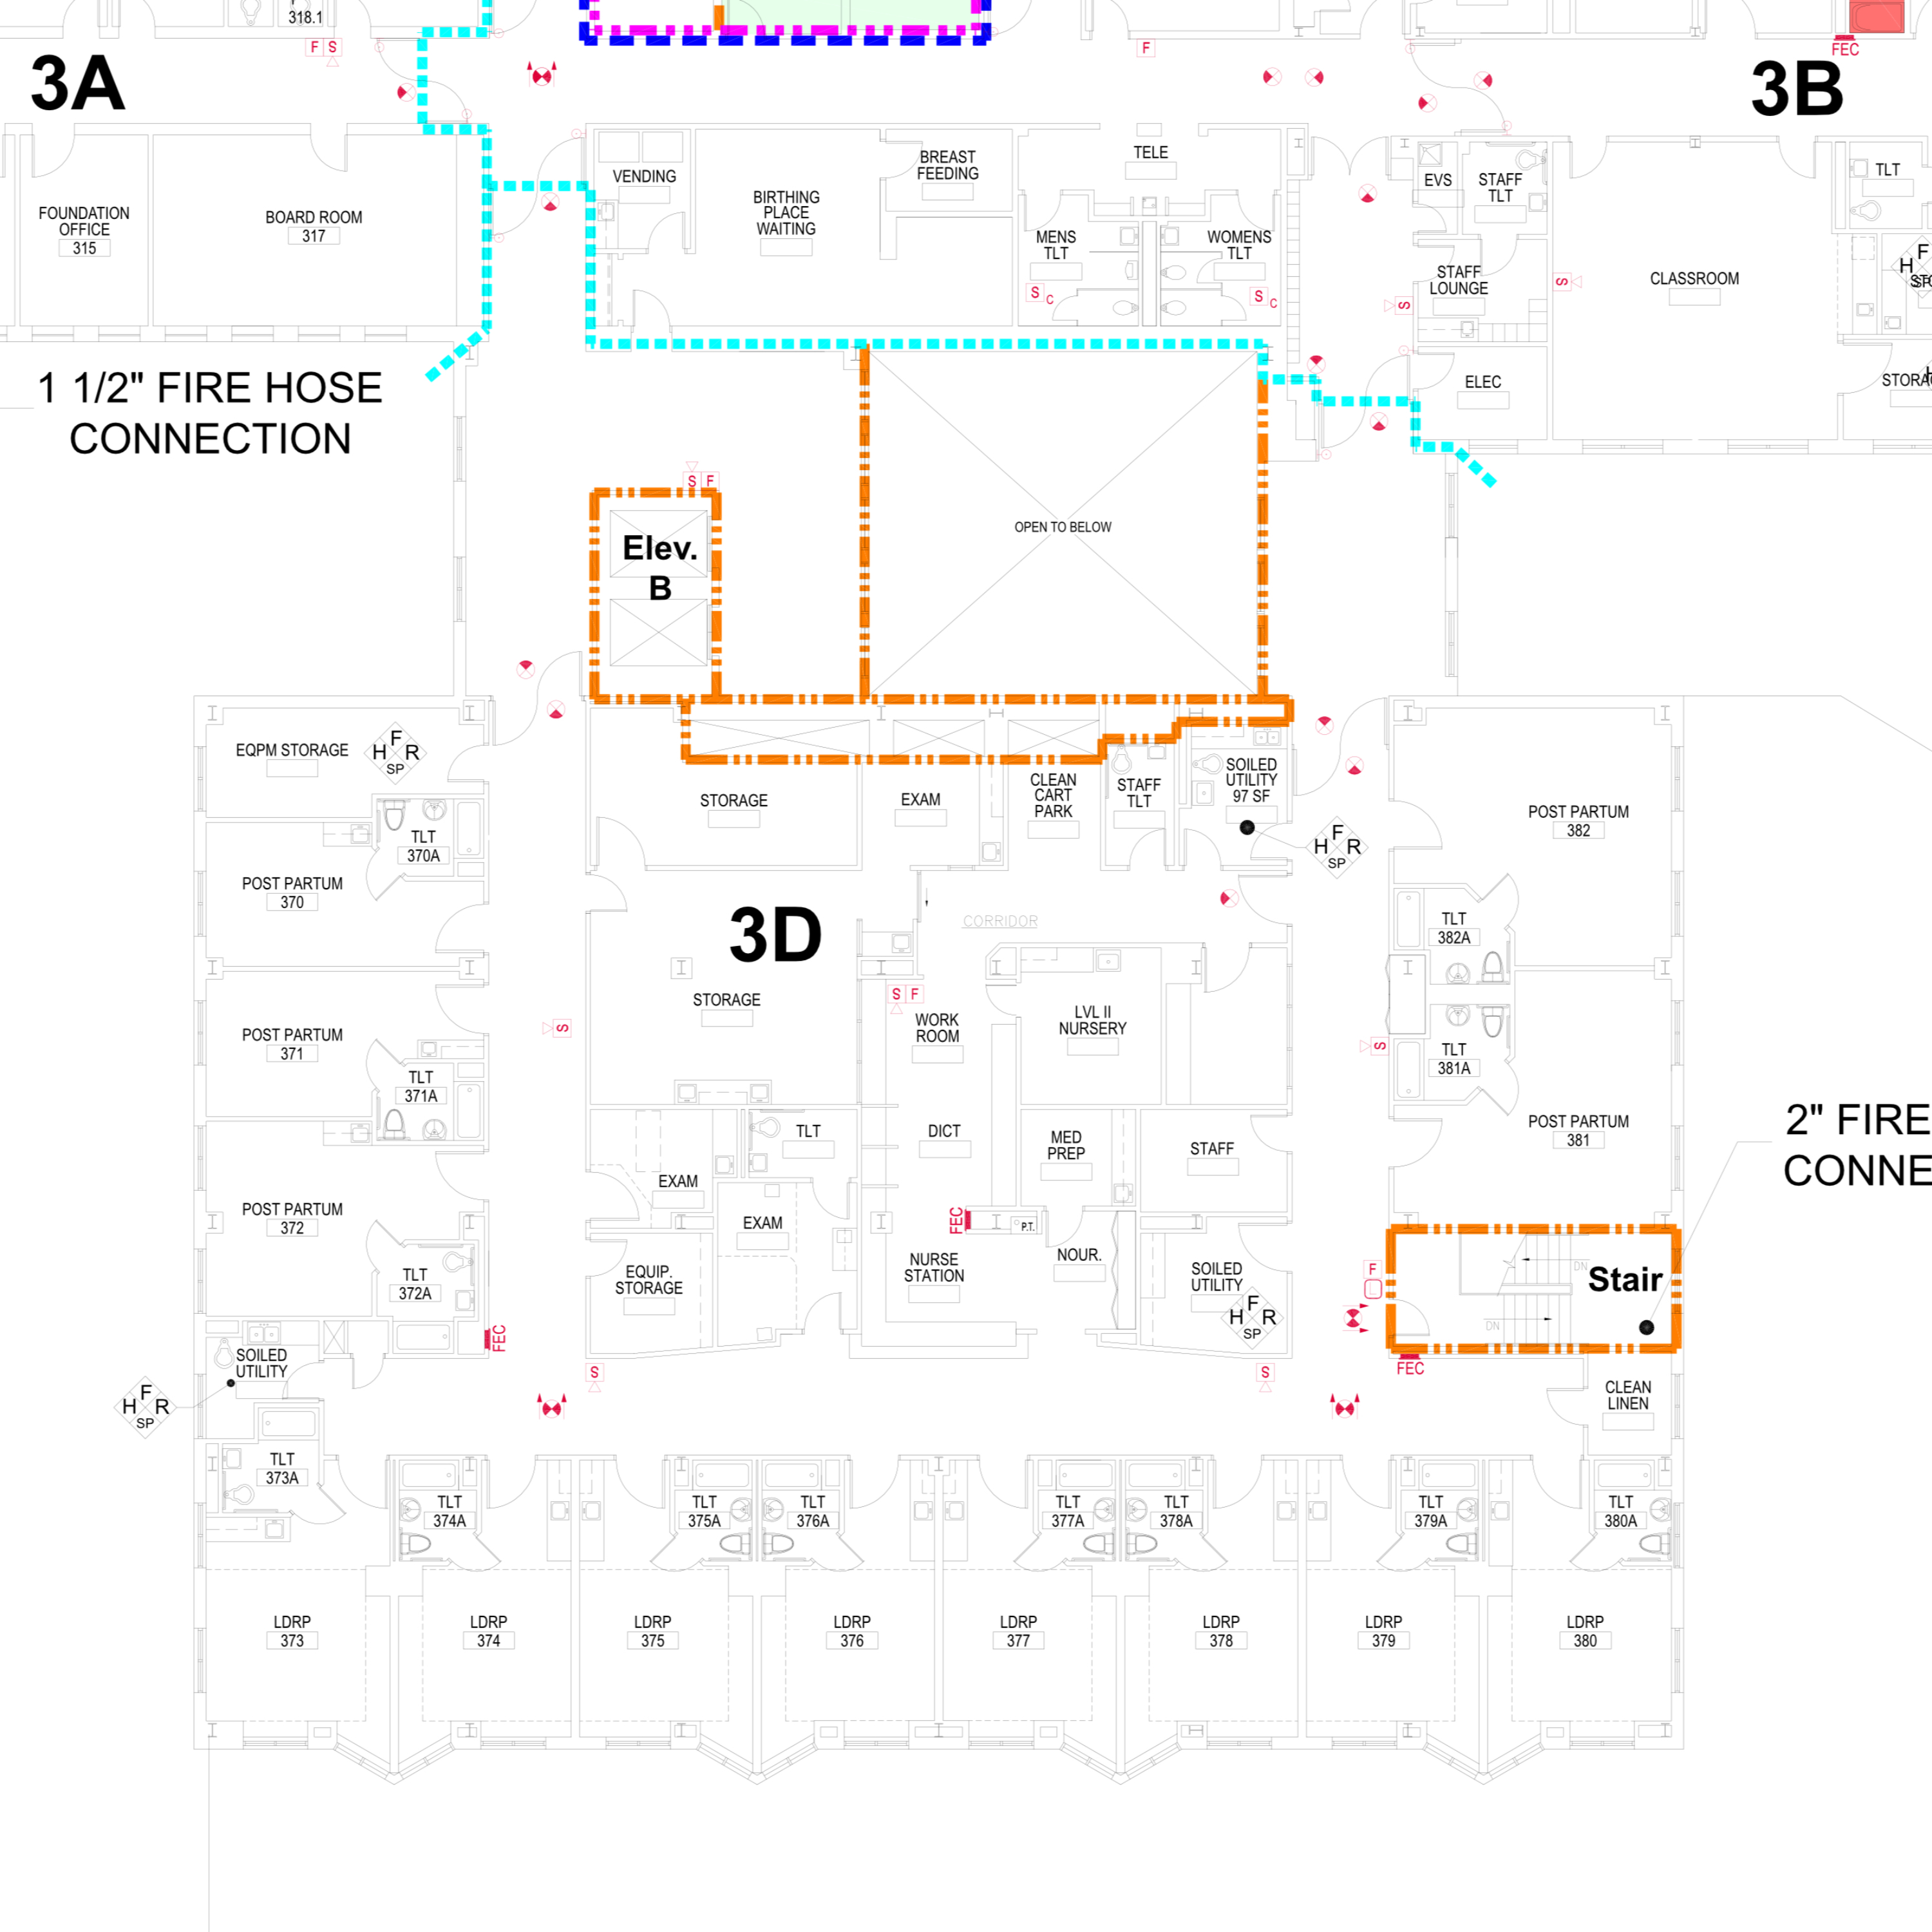 318.1
F S
F
FEC
3A
3B
VENDING
BIRTHING
PLACE
WAITING
BREAST
FEEDING
TELE
EVS
STAFF
TLT
TLT
FOUNDATION
OFFICE
315
BOARD ROOM
317
MENS
TLT
WOMENS
TLT
S C
S C
STAFF
LOUNGE
S
S
CLASSROOM
H F
1 1/2" FIRE HOSE
CONNECTION
ELEC
S F
OPEN TO BELOW
Elev.
B
EQPM STORAGE
F
H R
SP
TLT
370A
POST PARTUM
370
STORAGE
EXAM
CLEAN
CART
PARK
STAFF
TLT
SOILED
UTILITY
97 SF
F
H R
SP
POST PARTUM
382
3D
CORRIDOR
TLT
382A
STORAGE
S F
WORK
ROOM
LVL II
NURSERY
POST PARTUM
371
TLT
371A
S
S
TLT
381A
POST PARTUM
381
2" FIRE
CONNE
EXAM
TLT
DICT
MED
PREP
STAFF
POST PARTUM
372
TLT
372A
EXAM
FEC
P.T.
EQUIP.
STORAGE
NURSE
STATION
NOUR.
SOILED
UTILITY
F
H R
SP
F
DN
Stair
DN
FEC
FEC
SOILED
UTILITY
F
H R
SP
S
S
CLEAN
LINEN
TLT
373A
TLT
374A
TLT
375A
TLT
376A
TLT
377A
TLT
378A
TLT
379A
TLT
380A
LDRP
373
LDRP
374
LDRP
375
LDRP
376
LDRP
377
LDRP
378
LDRP
379
LDRP
380